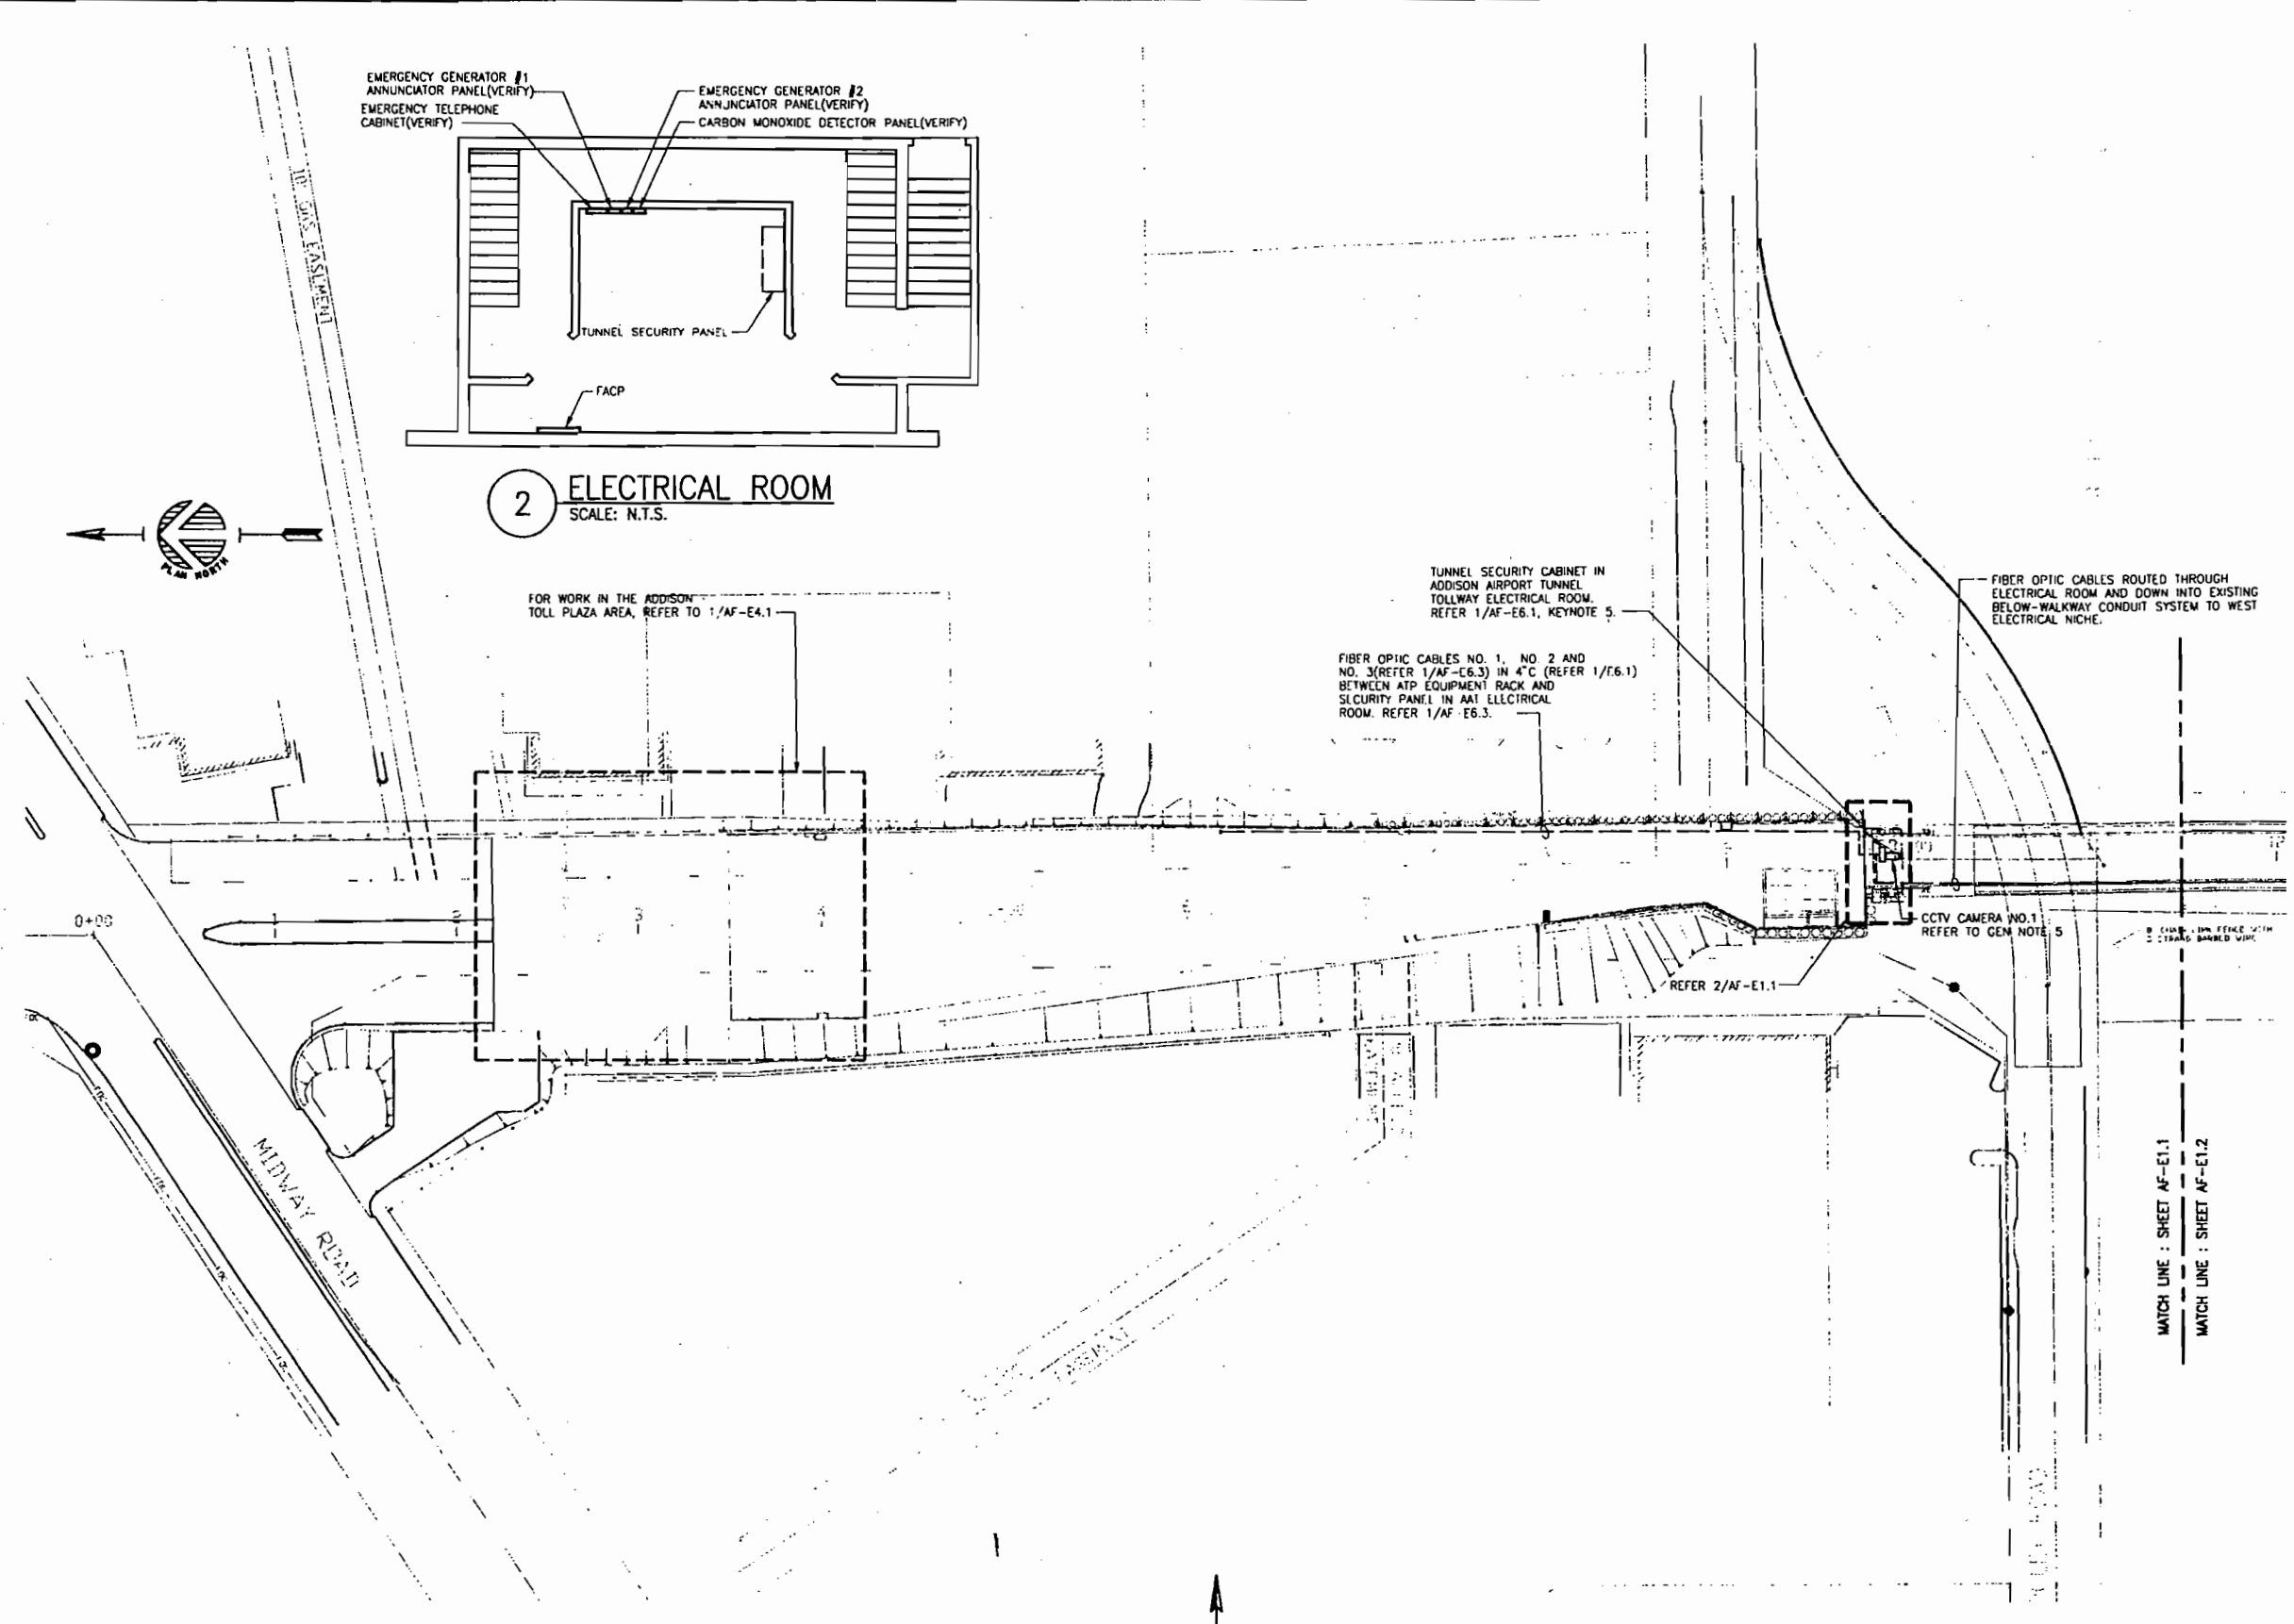 EMERGENCY GENERATOR #1
ANNUNCIATOR PANEL(VERIFY)
EMERGENCY TELEPHONE
CABINET(VERIFY)
EMERGENCY GENERATOR #2
ANNUNCIATOR PANEL(VERIFY)
CARBON MONOXIDE DETECTOR PANEL(VERIFY)
10' GAS EASEMENT
TUNNEL SECURITY PANEL
FACP
2
ELECTRICAL ROOM
SCALE: N.T.S.
PLAN NORTH
FOR WORK IN THE ADDISON
TOLL PLAZA AREA, REFER TO 1/AF-E4.1
TUNNEL SECURITY CABINET IN
ADDISON AIRPORT TUNNEL
TOLLWAY ELECTRICAL ROOM.
REFER 1/AF-E6.1, KEYNOTE 5.
FIBER OPTIC CABLES ROUTED THROUGH
ELECTRICAL ROOM AND DOWN INTO EXISTING
BELOW-WALKWAY CONDUIT SYSTEM TO WEST
ELECTRICAL NICHE.
FIBER OPTIC CABLES NO. 1, NO. 2 AND
NO. 3(REFER 1/AF-E6.3) IN 4"C (REFER 1/E6.1)
BETWEEN ATP EQUIPMENT RACK AND
SECURITY PANEL IN AAT ELECTRICAL
ROOM. REFER 1/AF-E6.3.
0+00
1
2
3
4
CCTV CAMERA NO.1
REFER TO GEN NOTE 5
REFER 2/AF-E1.1
MIDWAY ROAD
MATCH LINE : SHEET AF-E1.1
MATCH LINE : SHEET AF-E1.2